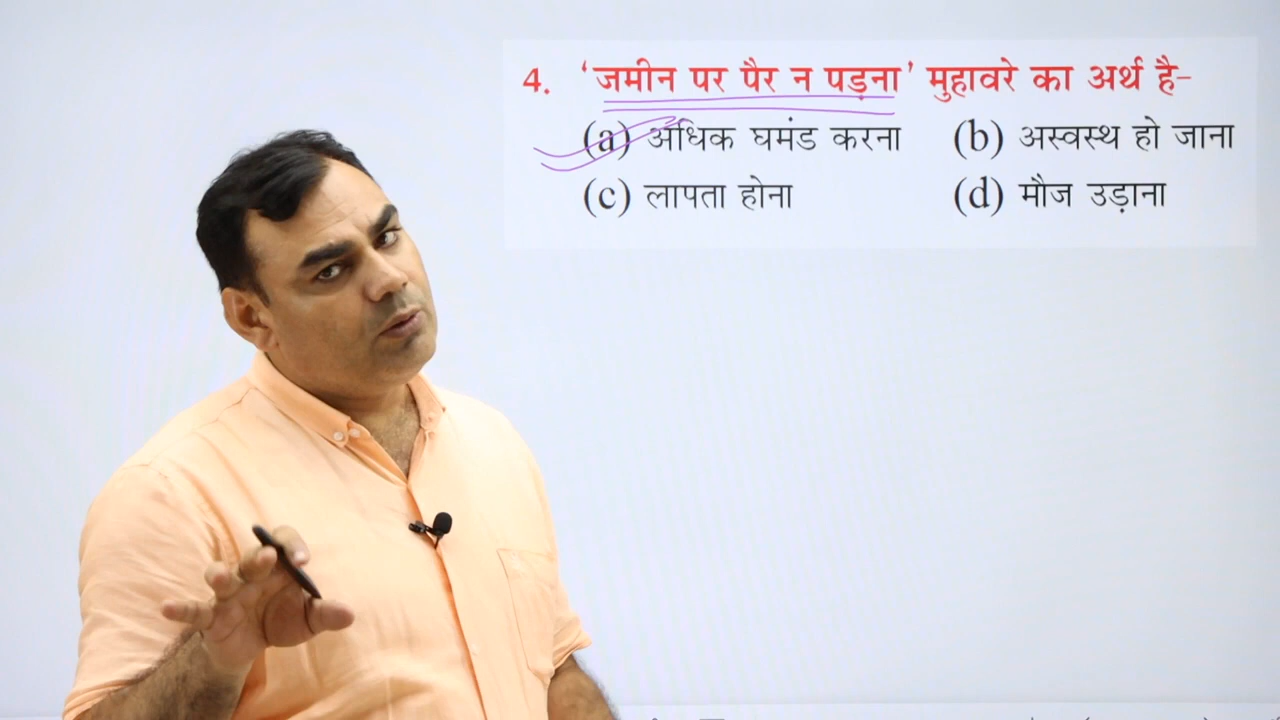 4. ‘जमीन पर पैर न पड़ना’ मुहावरे का अर्थ है-
(a) अधिक घमंड करना (b) अस्वस्थ हो जाना
(c) लापता होना (d) मौज उड़ाना